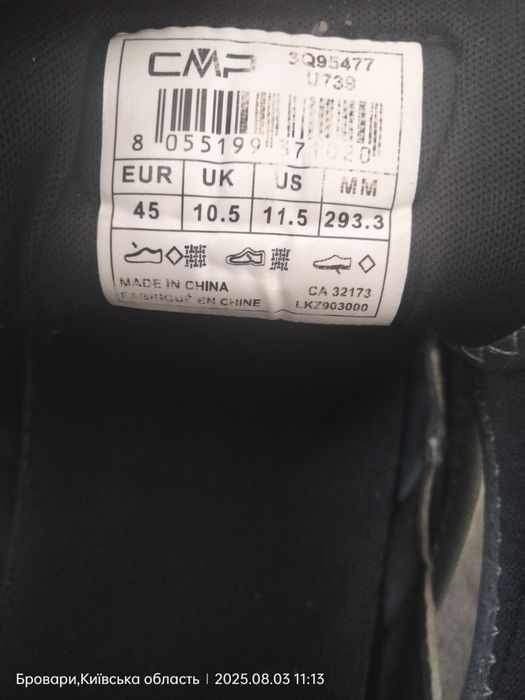 CMP 3Q95477
U739
8 055199 371020
EUR UK US MM
45 10.5 11.5 293.3
MADE IN CHINA CA 32173
FABRIQUÉ EN CHINE LKZ903000
Бровари,Київська область | 2025.08.03 11:13